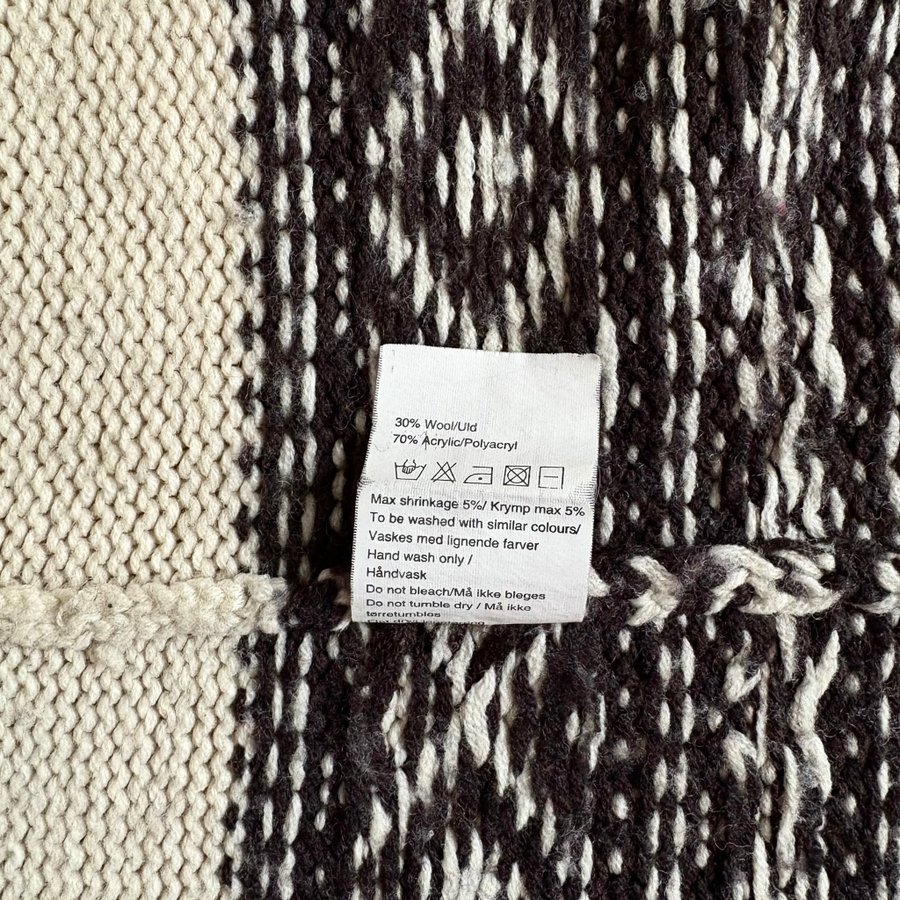 30% Wool/Uld
70% Acrylic/Polyacryl
Max shrinkage 5%/ Krymp max 5%
To be washed with similar colours/
Vaskes med lignende farver
Hand wash only /
Håndvask
Do not bleach/Må ikke bleges
Do not tumble dry / Må ikke
tørretumbles